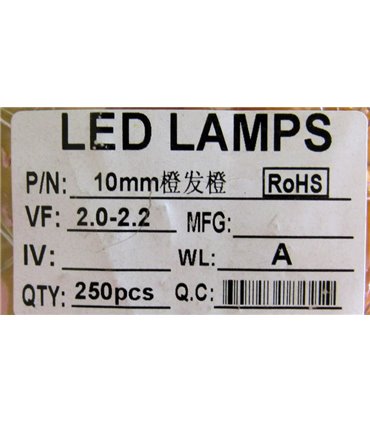 LED LAMPS
P/N: 10mm橙发橙 RoHS
VF: 2.0-2.2 MFG:
IV: WL: A
QTY: 250pcs Q.C: